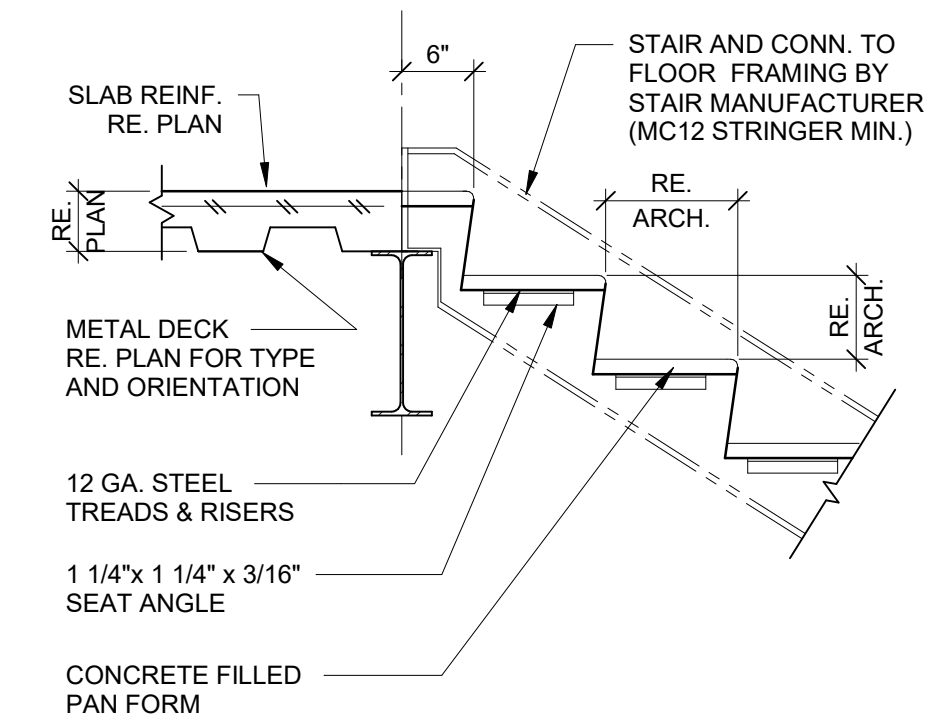 6"
STAIR AND CONN. TO
FLOOR FRAMING BY
STAIR MANUFACTURER
(MC12 STRINGER MIN.)
SLAB REINF.
RE. PLAN
RE.
ARCH.
RE.
PLAN
RE.
ARCH.
METAL DECK
RE. PLAN FOR TYPE
AND ORIENTATION
12 GA. STEEL
TREADS & RISERS
1 1/4"x 1 1/4" x 3/16"
SEAT ANGLE
CONCRETE FILLED
PAN FORM